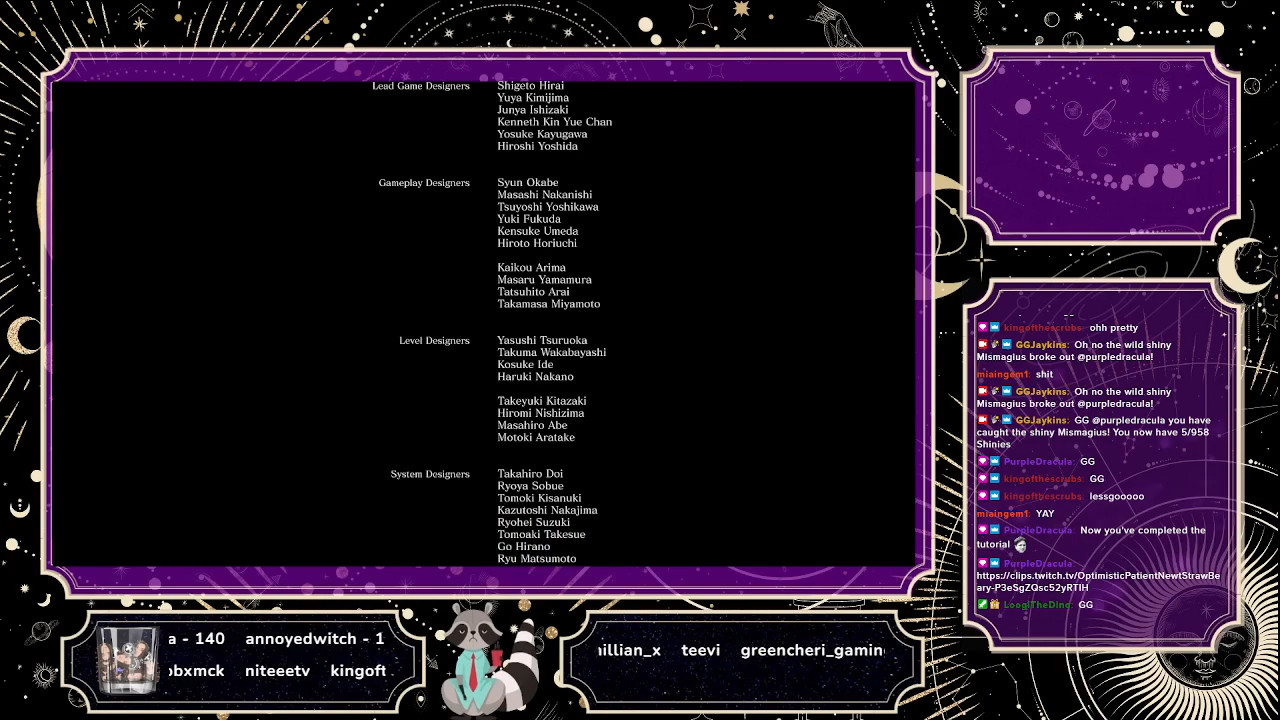 Lead Game Designers Shigeto Hirai
Yuya Kimijima
Junya Ishizaki
Kenneth Kin Yue Chan
Yosuke Kayugawa
Hiroshi Yoshida
Gameplay Designers Syun Okabe
Masashi Nakanishi
Tsuyoshi Yoshikawa
Yuki Fukuda
Kensuke Umeda
Hiroto Horiuchi
Kaikou Arima
Masaru Yamamura
Tatsuhito Arai
Takamasa Miyamoto
Level Designers Yasushi Tsuruoka
Takuma Wakabayashi
Kosuke Ide
Haruki Nakano
Takeyuki Kitazaki
Hiromi Nishizima
Masahiro Abe
Motoki Aratake
System Designers Takahiro Doi
Ryoya Sobue
Tomoki Kisanuki
Kazutoshi Nakajima
Ryohei Suzuki
Tomoaki Takesue
Go Hirano
Ryu Matsumoto
kingofthescrubs: ohh pretty
GGJaykins: Oh no the wild shiny
Mismagius broke out @purpledracula!
miaingem1: shit
GGJaykins: Oh no the wild shiny
Mismagius broke out @purpledracula!
GGJaykins: GG @purpledracula you have
caught the shiny Mismagius! You now have 5/958
Shinies
PurpleDracula: GG
kingofthescrubs: GG
kingofthescrubs: lessgooooo
miaingem1: YAY
PurpleDracula: Now you've completed the
tutorial
PurpleDracula:
https://clips.twitch.tv/OptimisticPatientNewtStrawBe
ary-P3eSgZQsc52yRTIH
LoogiTheDino: GG
a - 140 annoyedwitch - 1
obxmck niteeetv kingoft
illian_x teevi greencheri_gamin